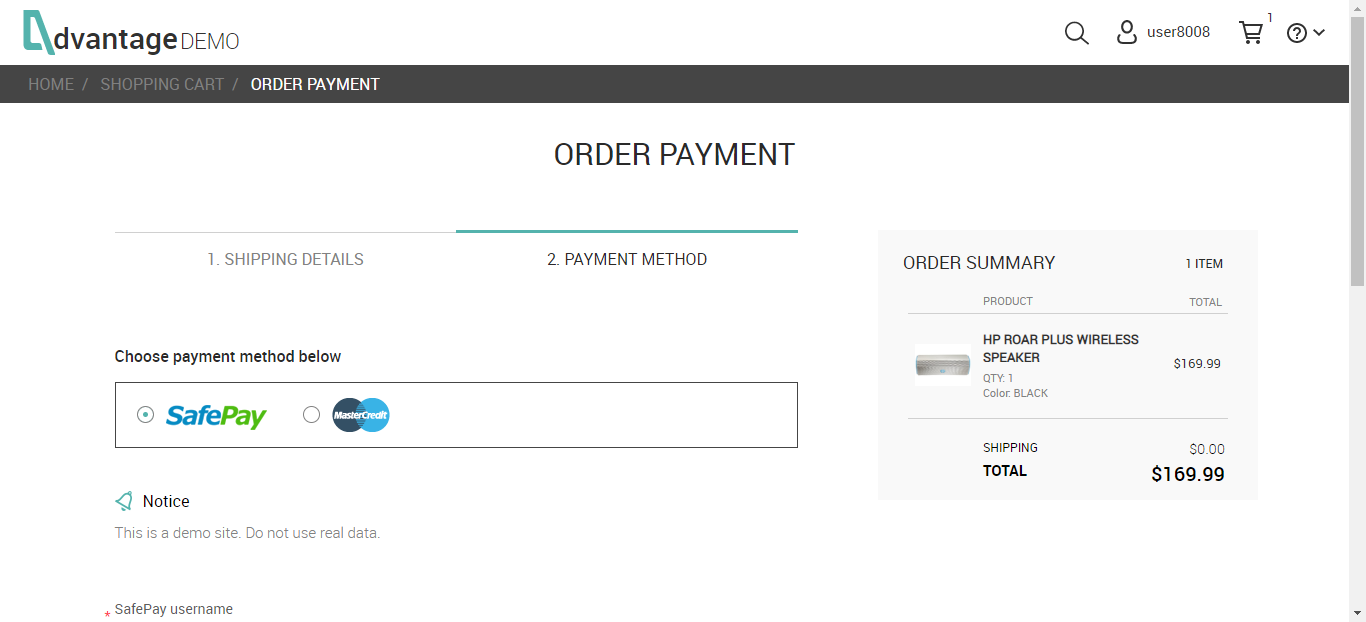 dvantage DEMO
user8008
1
HOME / SHOPPING CART / ORDER PAYMENT
ORDER PAYMENT
1. SHIPPING DETAILS
2. PAYMENT METHOD
Choose payment method below
SafePay
MasterCredit
Notice
This is a demo site. Do not use real data.
* SafePay username
ORDER SUMMARY
1 ITEM
PRODUCT
TOTAL
HP ROAR PLUS WIRELESS
SPEAKER
QTY: 1
Color: BLACK
$169.99
SHIPPING
$0.00
TOTAL
$169.99